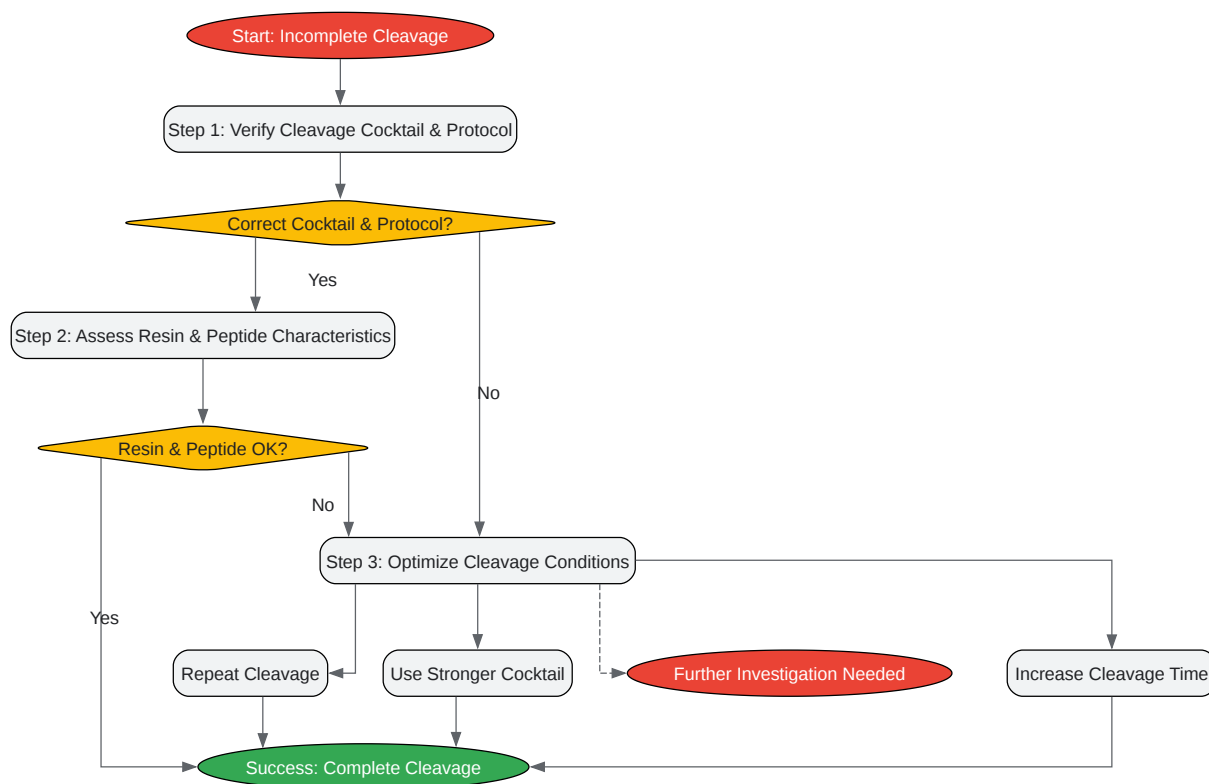 Start: Incomplete Cleavage
Step 1: Verify Cleavage Cocktail & Protocol
Correct Cocktail & Protocol?
Yes
Step 2: Assess Resin & Peptide Characteristics
No
Resin & Peptide OK?
No
Step 3: Optimize Cleavage Conditions
Yes
Repeat Cleavage
Use Stronger Cocktail
Further Investigation Needed
Increase Cleavage Time
Success: Complete Cleavage